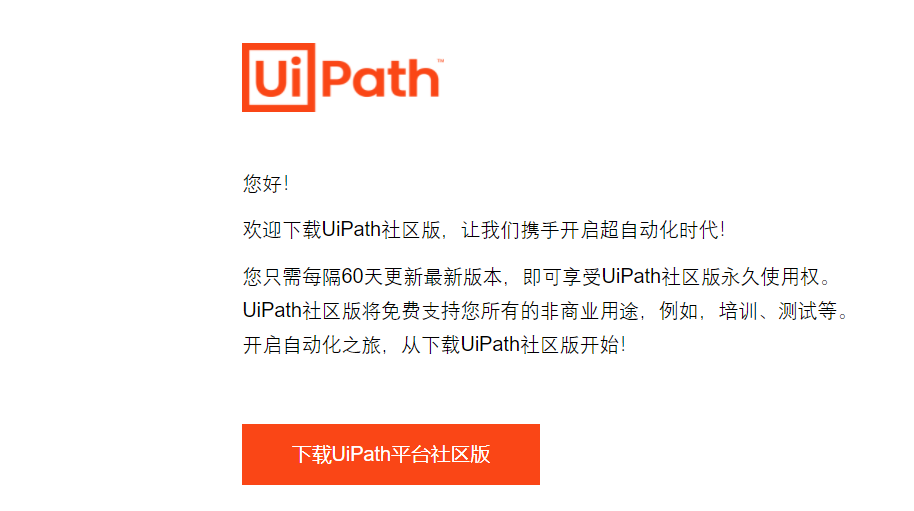 UiPath™
您好!
欢迎下载UiPath社区版，让我们携手开启超自动化时代!
您只需每隔60天更新最新版本，即可享受UiPath社区版永久使用权。
UiPath社区版将免费支持您所有的非商业用途，例如，培训、测试等。
开启自动化之旅，从下载UiPath社区版开始!
下载UiPath平台社区版